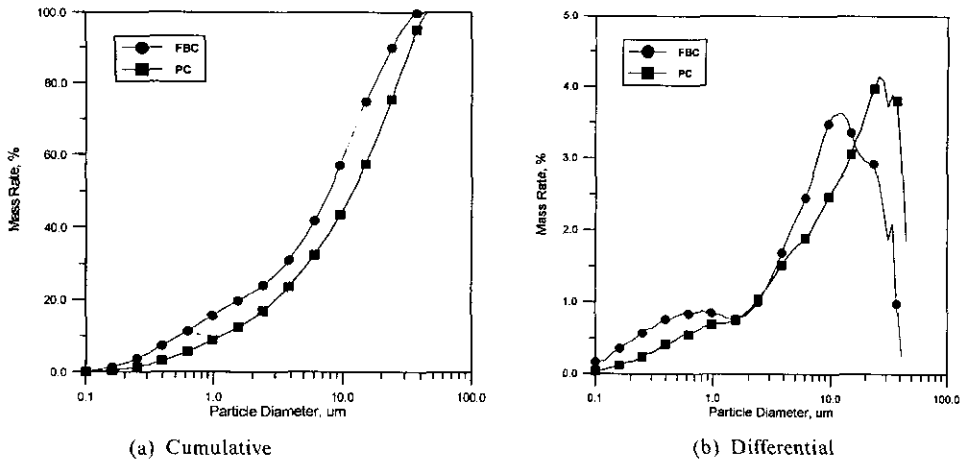 100.0
80.0
60.0
40.0
20.0
0.0
Mass Rate, %
FBC
PC
0.1
1.0
10.0
100.0
Particle Diameter, um
(a) Cumulative
5.0
4.0
3.0
2.0
1.0
0.0
Mass Rate, %
FBC
PC
0.1
1.0
10.0
100.0
Particle Diameter, um
(b) Differential